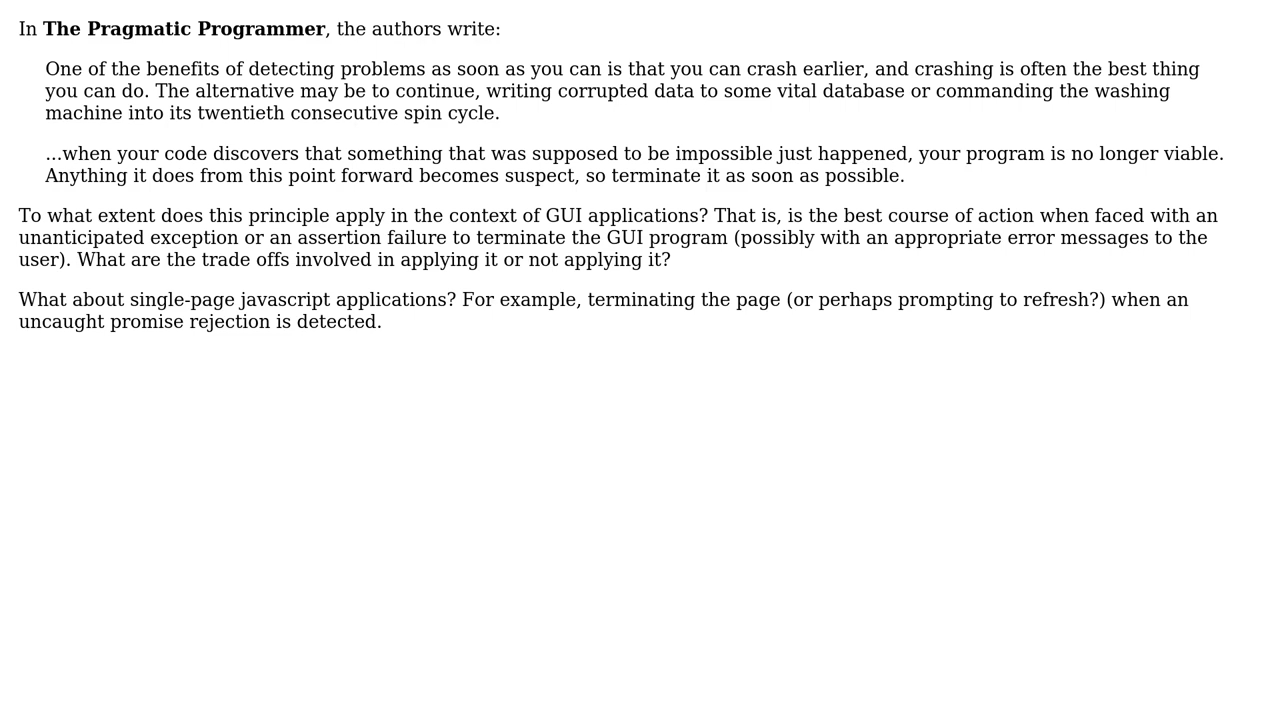 In The Pragmatic Programmer, the authors write:
One of the benefits of detecting problems as soon as you can is that you can crash earlier, and crashing is often the best thing
you can do. The alternative may be to continue, writing corrupted data to some vital database or commanding the washing
machine into its twentieth consecutive spin cycle.
...when your code discovers that something that was supposed to be impossible just happened, your program is no longer viable.
Anything it does from this point forward becomes suspect, so terminate it as soon as possible.
To what extent does this principle apply in the context of GUI applications? That is, is the best course of action when faced with an
unanticipated exception or an assertion failure to terminate the GUI program (possibly with an appropriate error messages to the
user). What are the trade offs involved in applying it or not applying it?
What about single-page javascript applications? For example, terminating the page (or perhaps prompting to refresh?) when an
uncaught promise rejection is detected.